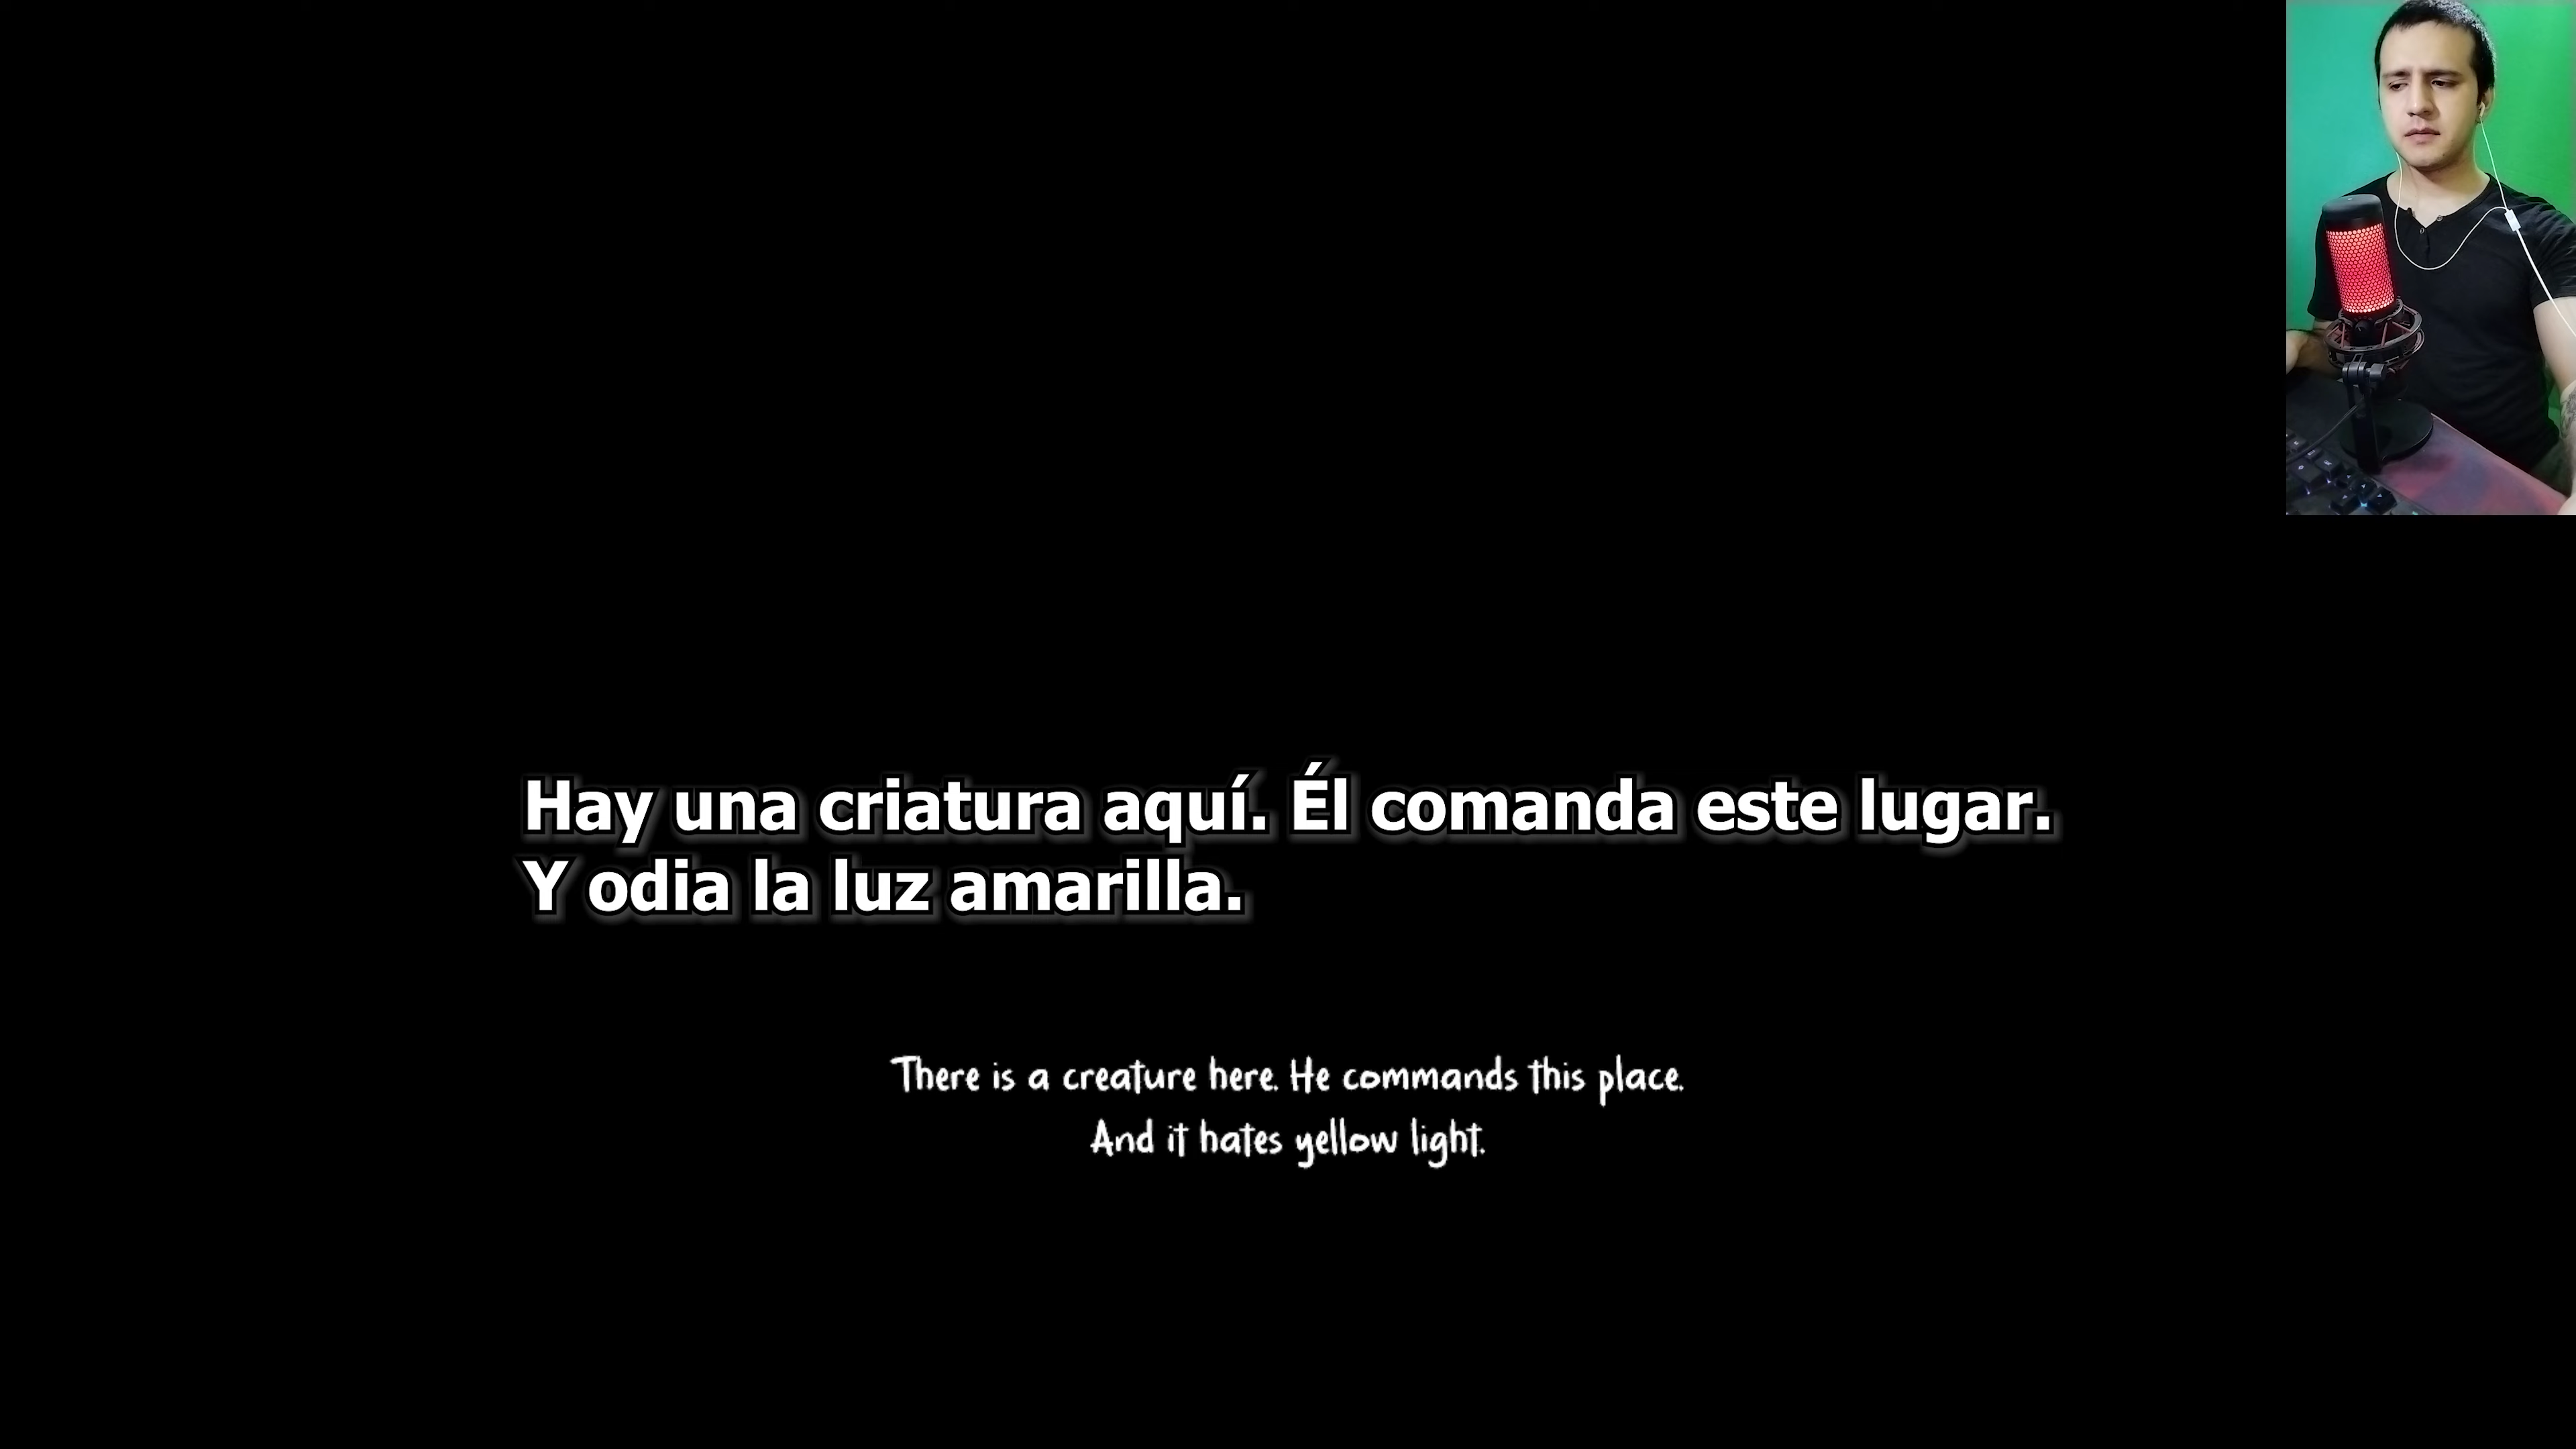 Hay una criatura aquí. Él comanda este lugar.
Y odia la luz amarilla.
There is a creature here. He commands this place.
And it hates yellow light.